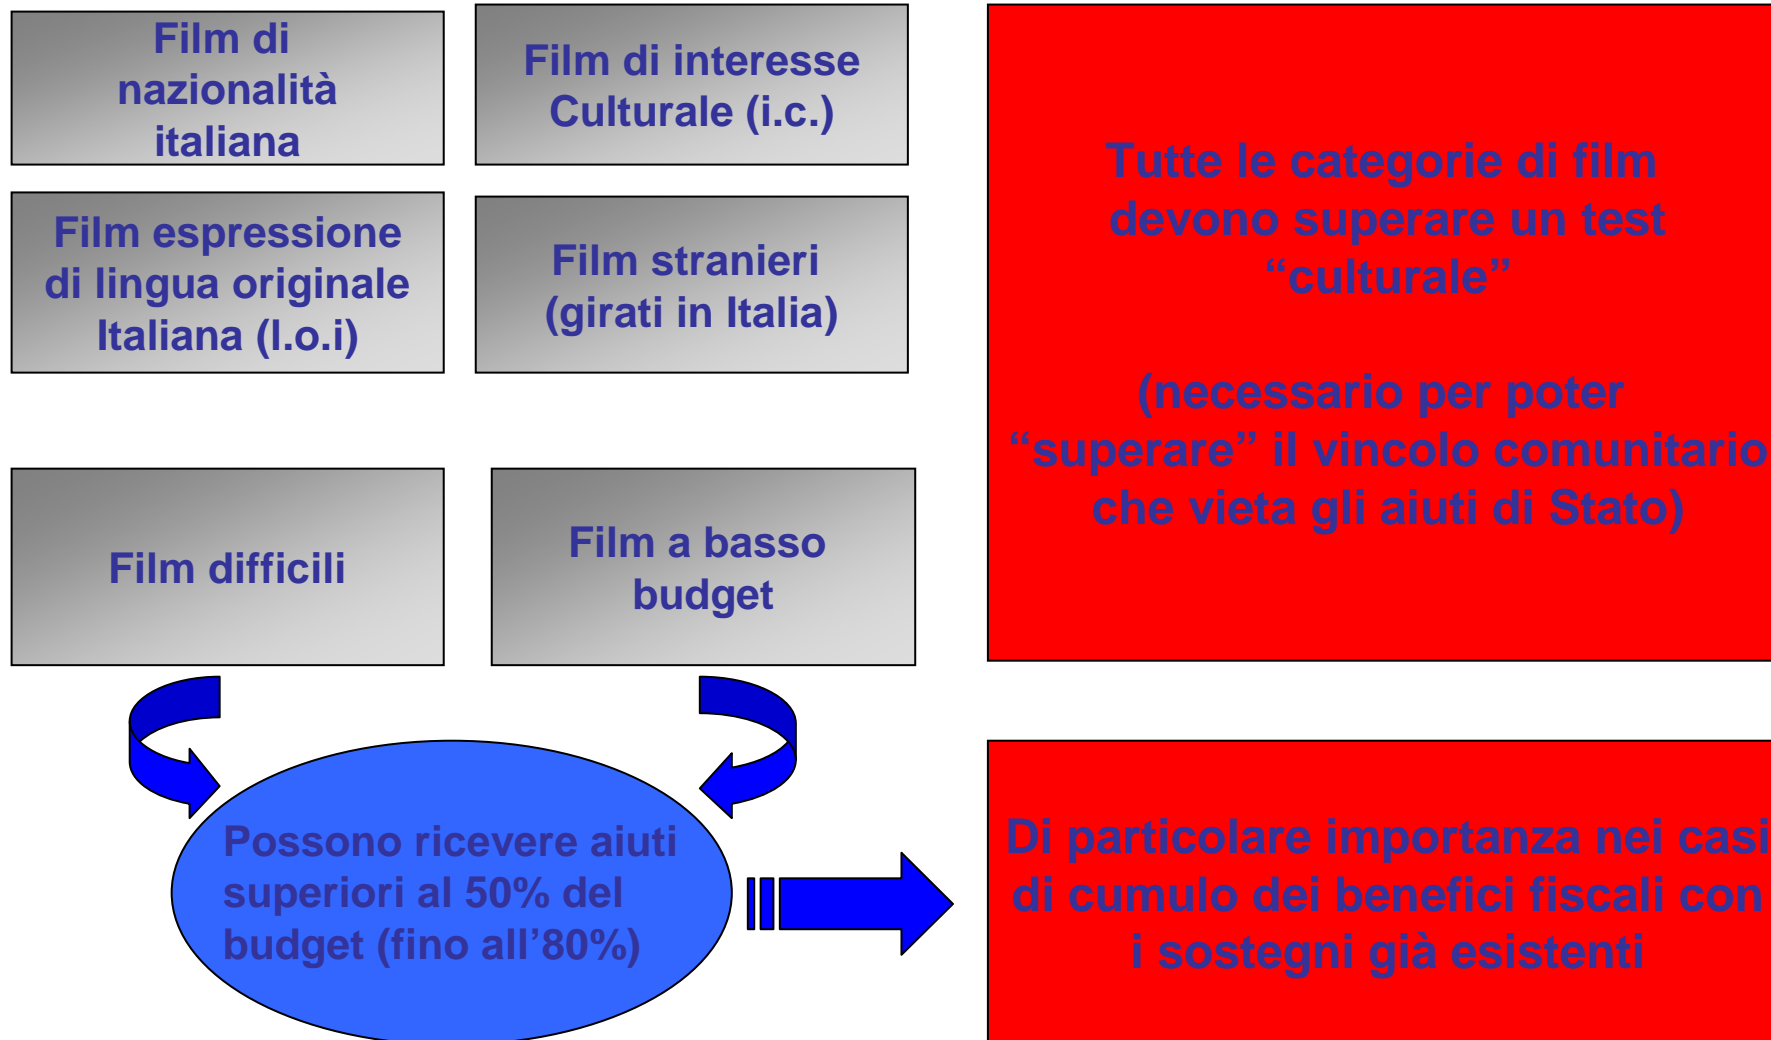 Film di
nazionalità
italiana
Film di interesse
Culturale (i.c.)
Film espressione
di lingua originale
Italiana (l.o.i)
Film stranieri
(girati in Italia)
Tutte le categorie di film
devono superare un test
“culturale”
(necessario per poter
“superare” il vincolo comunitario
che vieta gli aiuti di Stato)
Film difficili
Film a basso
budget
Possono ricevere aiuti
superiori al 50% del
budget (fino all’80%)
Di particolare importanza nei casi
di cumulo dei benefici fiscali con
i sostegni già esistenti